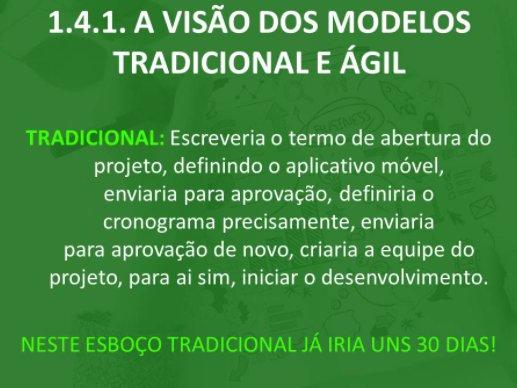 1.4.1. A VISÃO DOS MODELOS
TRADICIONAL E ÁGIL
TRADICIONAL: Escreveria o termo de abertura do
projeto, definindo o aplicativo móvel,
enviaria para aprovação, definiria o
cronograma precisamente, enviaria
para aprovação de novo, criaria a equipe do
projeto, para ai sim, iniciar o desenvolvimento.
NESTE ESBOÇO TRADICIONAL JÁ IRIA UNS 30 DIAS!